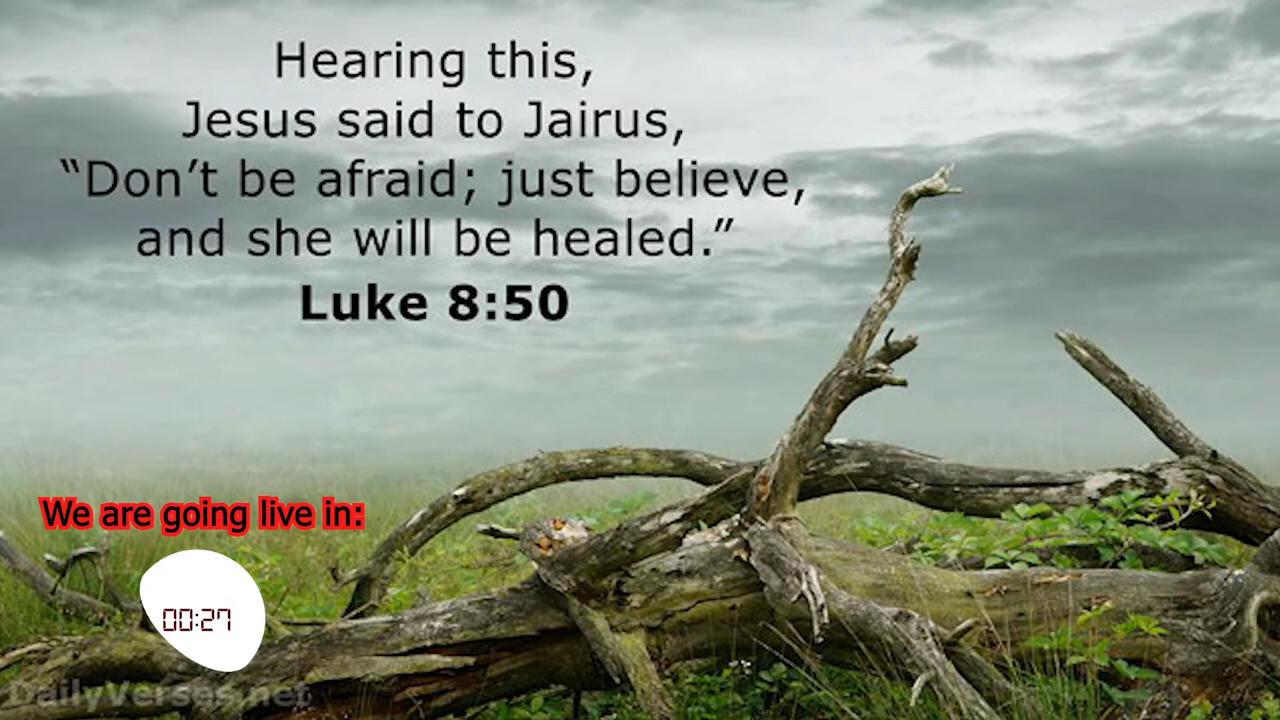 Hearing this,
Jesus said to Jairus,
“Don’t be afraid; just believe,
and she will be healed.”
Luke 8:50
We are going live in:
00:27
DailyVerses.net